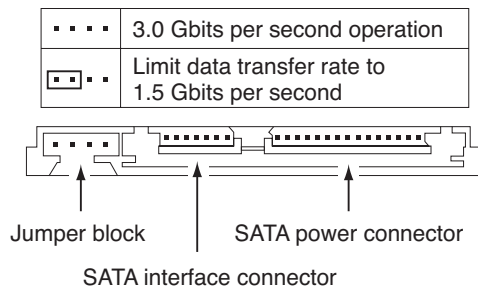 3.0 Gbits per second operation
Limit data transfer rate to
1.5 Gbits per second
Jumper block
SATA power connector
SATA interface connector